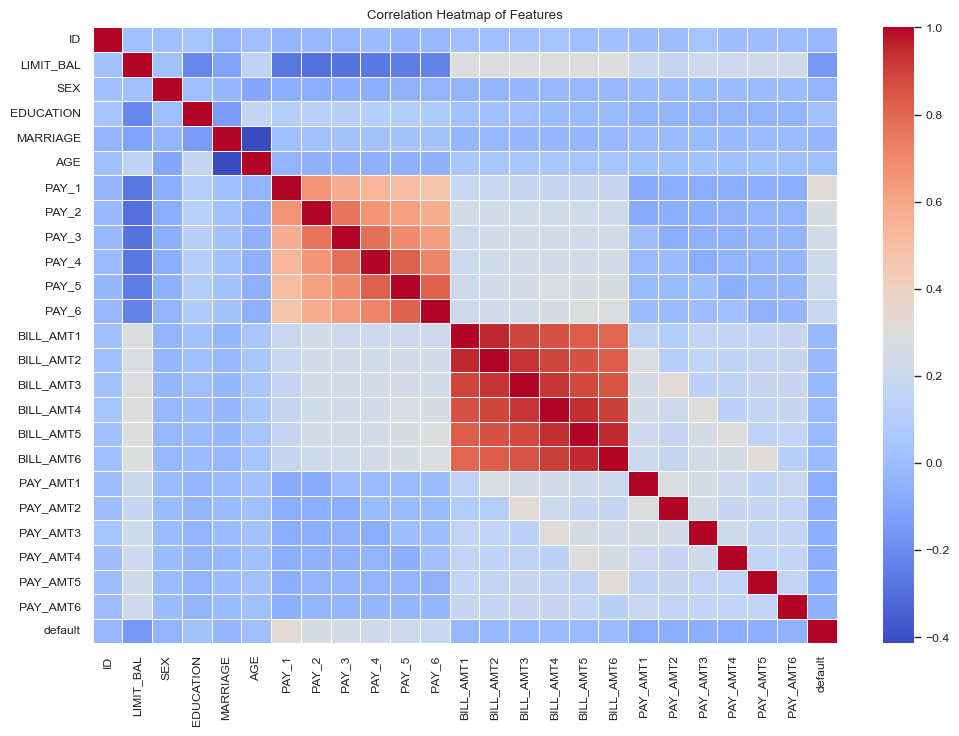 Correlation Heatmap of Features
ID
LIMIT_BAL
SEX
EDUCATION
MARRIAGE
AGE
PAY_1
PAY_2
PAY_3
PAY_4
PAY_5
PAY_6
BILL_AMT1
BILL_AMT2
BILL_AMT3
BILL_AMT4
BILL_AMT5
BILL_AMT6
PAY_AMT1
PAY_AMT2
PAY_AMT3
PAY_AMT4
PAY_AMT5
PAY_AMT6
default
ID
LIMIT_BAL
SEX
EDUCATION
MARRIAGE
AGE
PAY_1
PAY_2
PAY_3
PAY_4
PAY_5
PAY_6
BILL_AMT1
BILL_AMT2
BILL_AMT3
BILL_AMT4
BILL_AMT5
BILL_AMT6
PAY_AMT1
PAY_AMT2
PAY_AMT3
PAY_AMT4
PAY_AMT5
PAY_AMT6
default
1.0
0.8
0.6
0.4
0.2
0.0
−0.2
−0.4